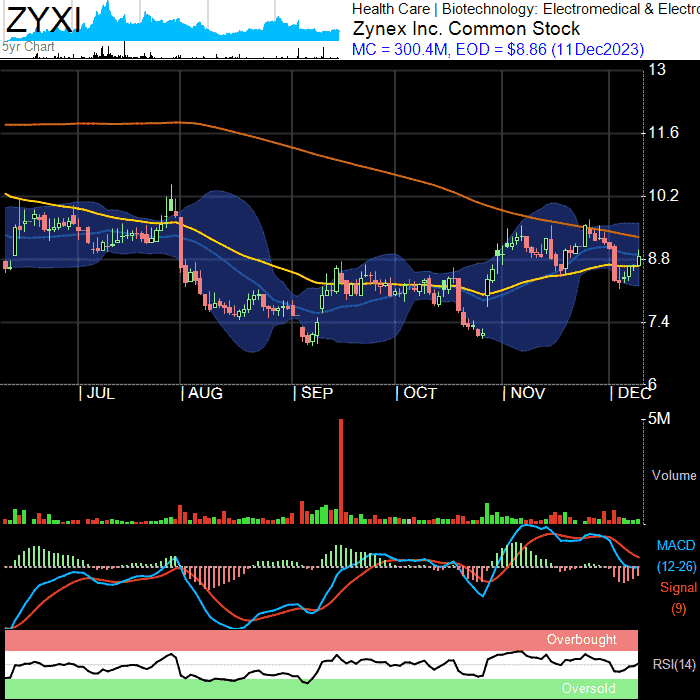 ZYXI
5yr Chart
Health Care | Biotechnology: Electromedical & Electro
Zynex Inc. Common Stock
MC = 300.4M, EOD = $8.86 (11Dec2023)
13
11.6
10.2
8.8
7.4
6
JUL
AUG
SEP
OCT
NOV
DEC
5M
Volume
MACD
(12-26)
Signal
(9)
Overbought
RSI(14)
Oversold